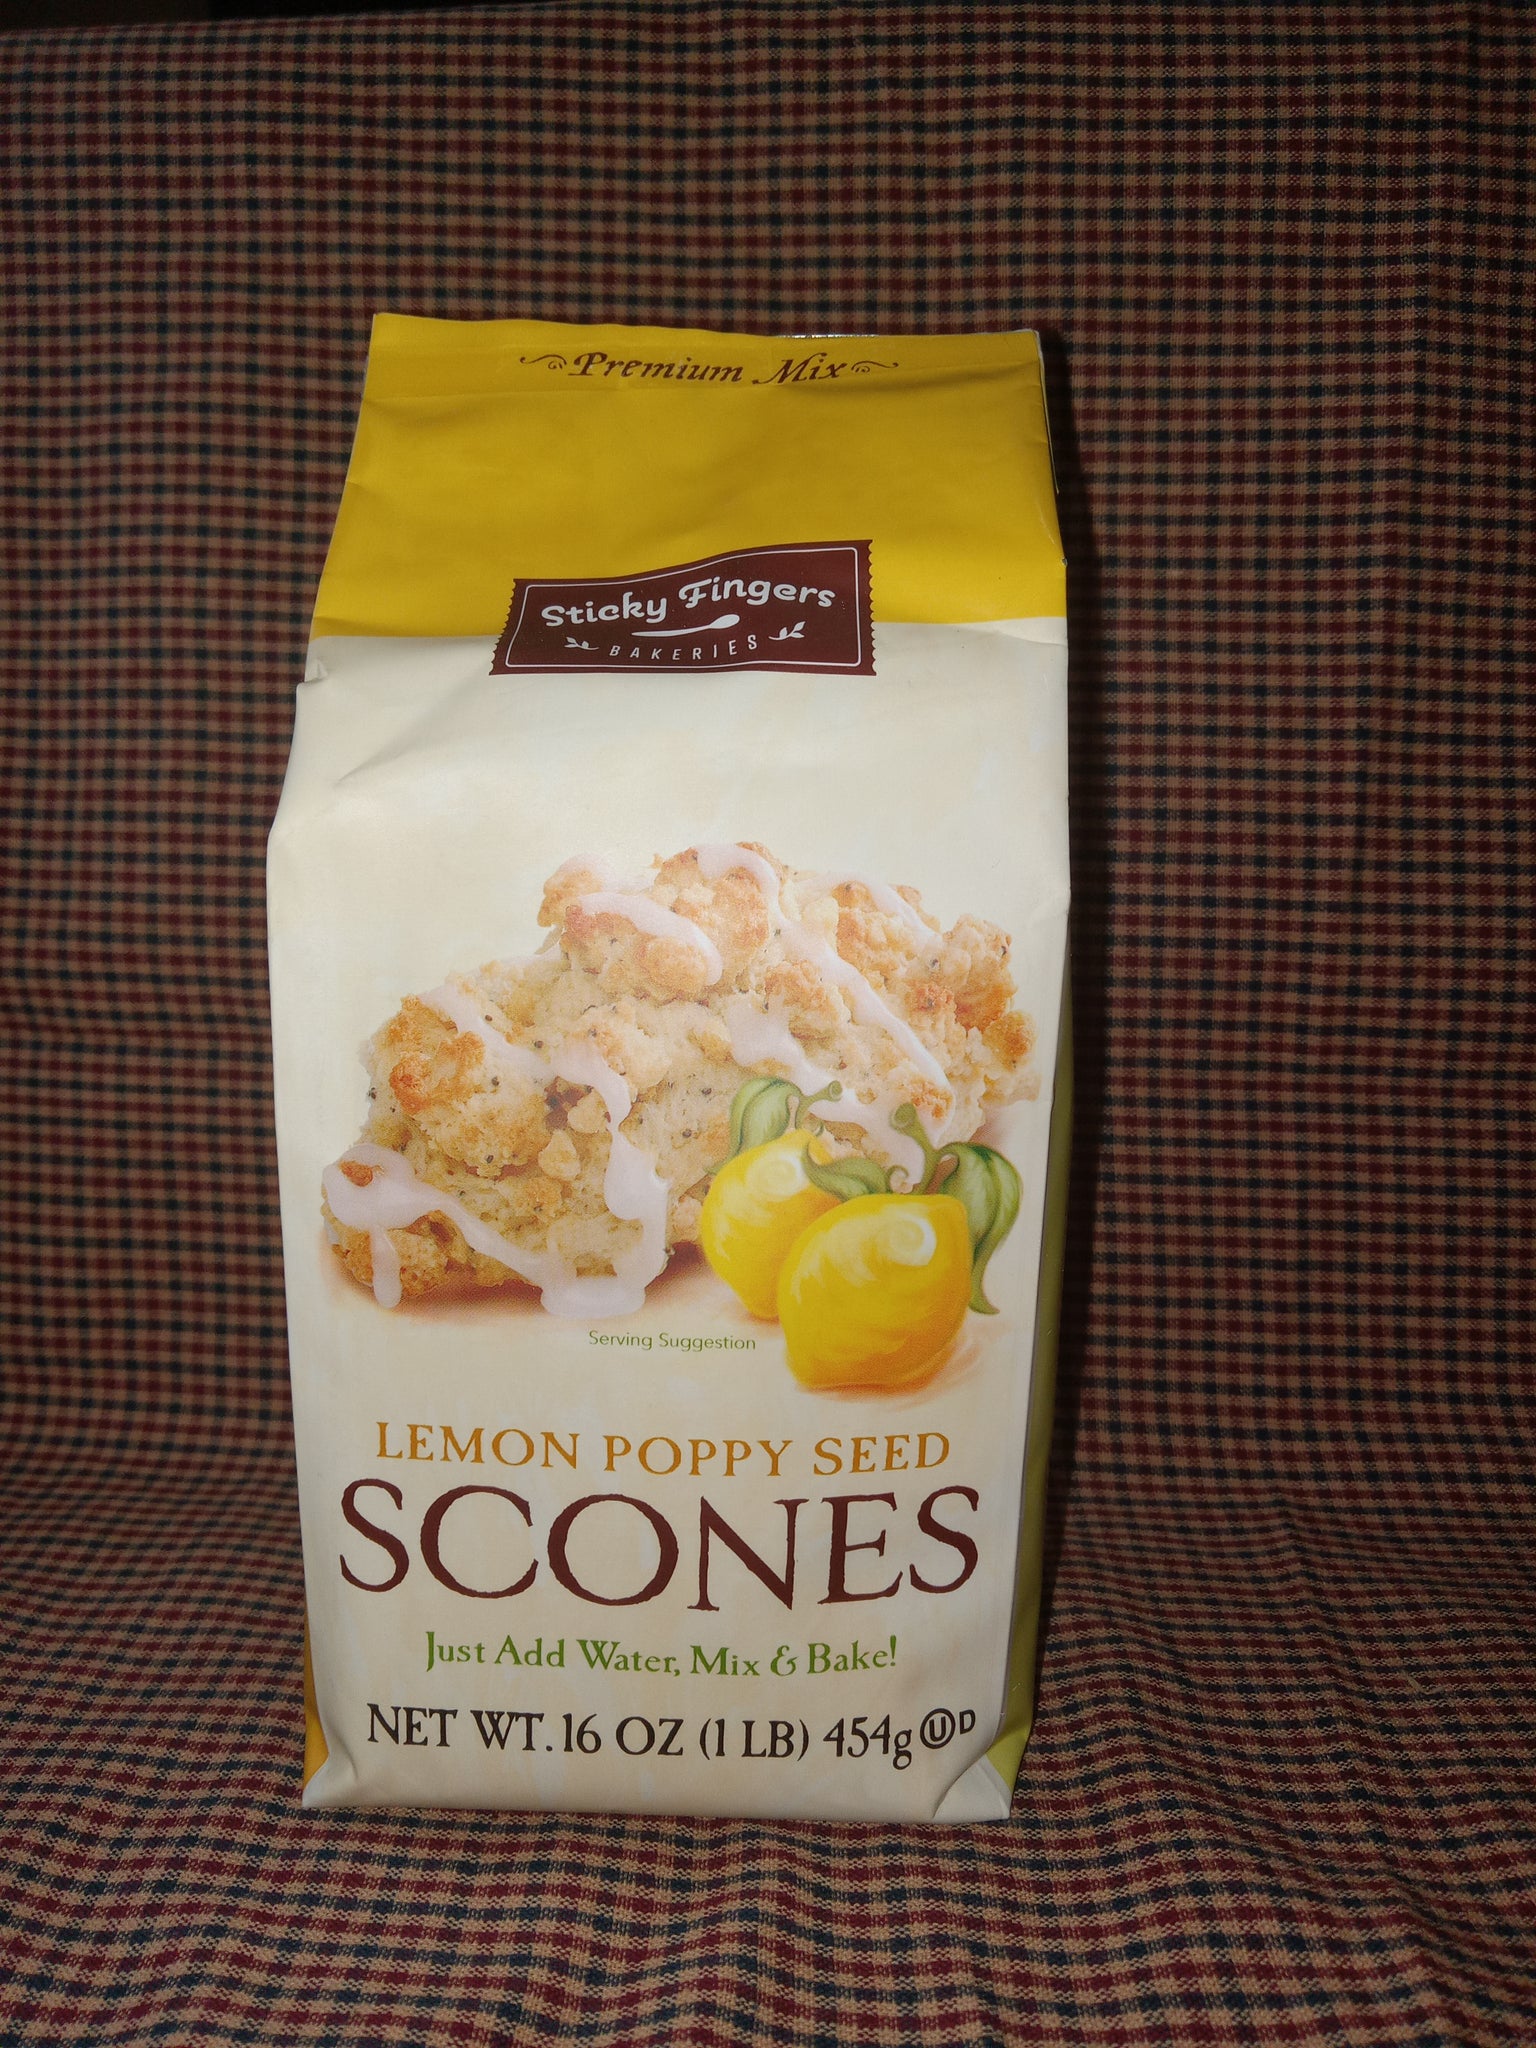 Premium Mix
Sticky Fingers
BAKERIES
Serving Suggestion
LEMON POPPY SEED
SCONES
Just Add Water, Mix & Bake!
NET WT. 16 OZ (1 LB) 454g Ⓤ D